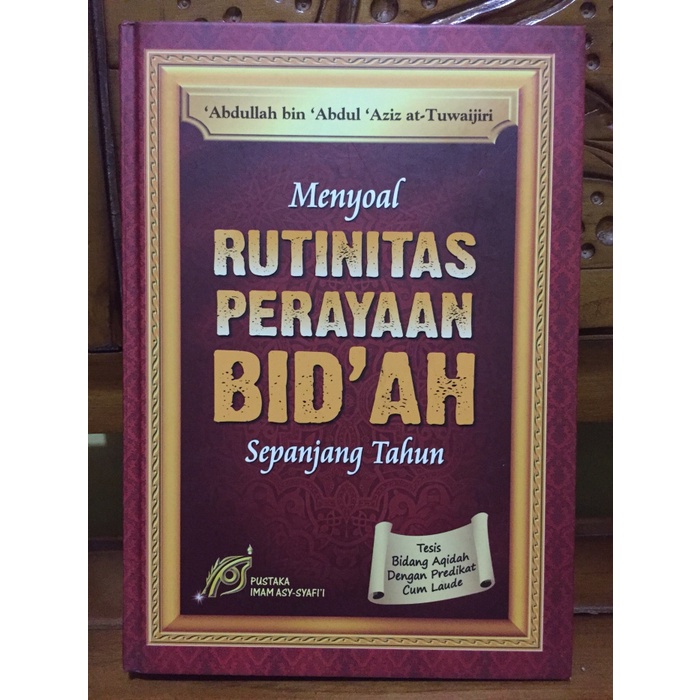 ‘Abdullah bin ‘Abdul ‘Aziz at-Tuwaijiri
Menyoal
RUTINITAS
PERAYAAN
BID’AH
Sepanjang Tahun
Tesis
Bidang Aqidah
Dengan Predikat
Cum Laude
PUSTAKA
IMAM ASY-SYAFI’I